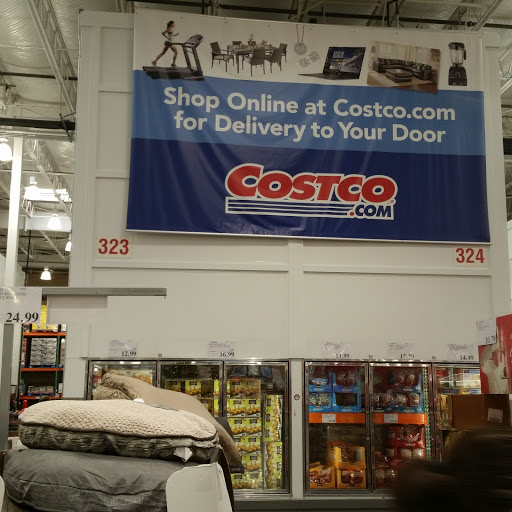 Shop Online at Costco.com
for Delivery to Your Door
COSTCO
.COM
323
324
24.99
12.99
16.99
13.99
17.79
14.49